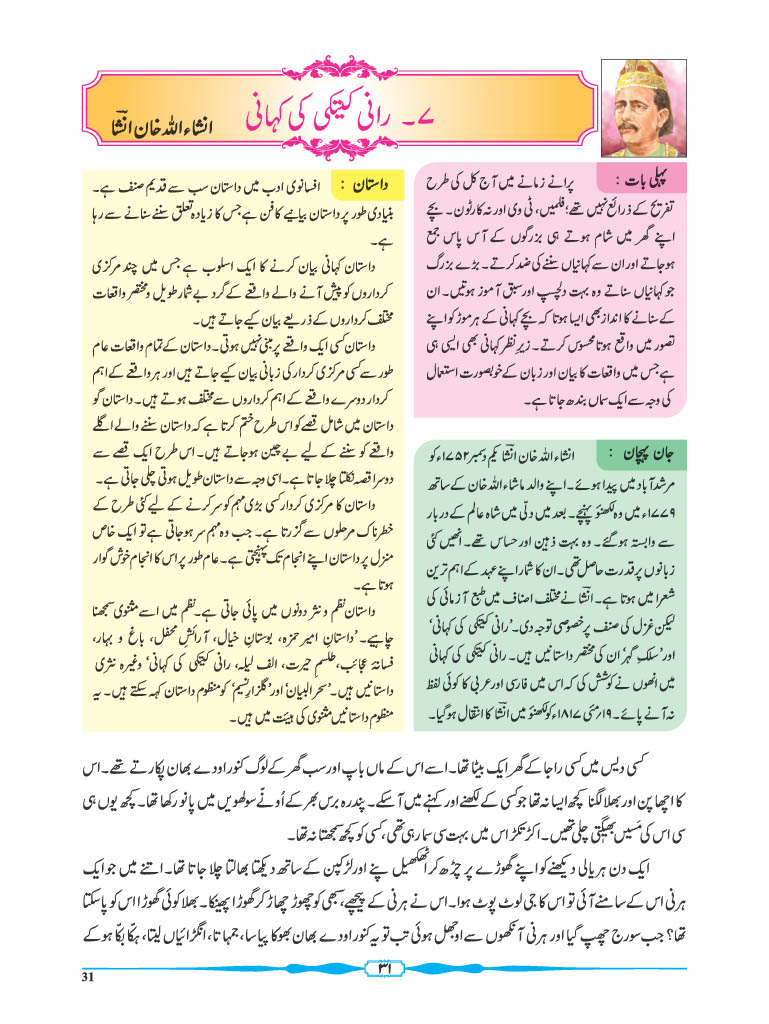 ۷۔ رانی کیتکی کی کہانی
انشاء اللہ خان انشاؔ
پہلی بات :
پرانے زمانے میں آج کل کی طرح
تفریح کے ذرائع نہیں تھے؛ فلمیں، ٹی وی اور نہ کارٹون۔ بچے
اپنے گھر میں شام ہوتے ہی بزرگوں کے آس پاس جمع
ہوجاتے اور ان سے کہانیاں سننے کی ضد کرتے۔ بڑے بزرگ
جو کہانیاں سناتے وہ بہت دلچسپ اور سبق آموز ہوتیں۔ ان
کے سنانے کا انداز بھی ایسا ہوتا کہ بچے کہانی کے ہر موڑ کو اپنے
تصور میں واقع ہوتا محسوس کرتے۔ زیرِ نظر کہانی بھی ایسی ہی
ہے جس میں واقعات کا بیان اور زبان کے خوبصورت استعمال
کی وجہ سے ایک سماں بندھ جاتا ہے۔
جان پہچان :
انشاء اللہ خان انشاؔ یکم دسمبر ۱۷۵۲ء کو
مرشد آباد میں پیدا ہوئے۔ اپنے والد ماشاء اللہ خان کے ساتھ
۱۷۷۹ء میں وہ لکھنؤ پہنچے۔ بعد میں دلّی میں شاہ عالم کے دربار
سے وابستہ ہوگئے۔ وہ بہت ذہین اور حساس تھے۔ انھیں کئی
زبانوں پر قدرت حاصل تھی۔ ان کا شمار اپنے عہد کے اہم ترین
شعرا میں ہوتا ہے۔ انشاؔ نے مختلف اصناف میں طبع آزمائی کی
لیکن غزل کی صنف پر خصوصی توجہ دی۔ 'رانی کیتکی کی کہانی'
اور 'سلکِ گہر' ان کی مختصر داستانیں ہیں۔ رانی کیتکی کی کہانی
میں انھوں نے کوشش کی کہ اس میں فارسی اور عربی کا کوئی لفظ
نہ آنے پائے۔ ۱۹؍مئی ۱۸۱۷ء کو لکھنؤ میں انشاؔ کا انتقال ہوگیا۔
داستان :
افسانوی ادب میں داستان سب سے قدیم صنف ہے۔
بنیادی طور پر داستان بیانیے کا فن ہے جس کا زیادہ تعلق سننے سنانے سے رہا
ہے۔
داستان کہانی بیان کرنے کا ایک اسلوب ہے جس میں چند مرکزی
کرداروں کو پیش آنے والے واقعے کے گرد بے شمار طویل و مختصر واقعات
مختلف کرداروں کے ذریعے بیان کیے جاتے ہیں۔
داستان کسی ایک واقعے پر مبنی نہیں ہوتی۔ داستان کے تمام واقعات عام
طور سے کسی مرکزی کردار کی زبانی بیان کیے جاتے ہیں اور ہر واقعے کے اہم
کردار دوسرے واقعے کے اہم کرداروں سے مختلف ہوتے ہیں۔ داستان گو
داستان میں شامل قصے کو اس طرح ختم کرتا ہے کہ داستان سننے والے اگلے
واقعے کو سننے کے لیے بے چین ہوجاتے ہیں۔ اس طرح ایک قصے سے
دوسرا قصہ نکلتا چلا جاتا ہے۔ اسی وجہ سے داستان طویل ہوتی چلی جاتی ہے۔
داستان کا مرکزی کردار کسی بڑی مہم کو سر کرنے کے لیے کئی طرح کے
خطرناک مرحلوں سے گزرتا ہے۔ جب وہ مہم سر ہوجاتی ہے تو ایک خاص
منزل پر داستان اپنے انجام تک پہنچتی ہے۔ عام طور پر اس کا انجام خوش گوار
ہوتا ہے۔
داستان نظم و نثر دونوں میں پائی جاتی ہے۔ نظم میں اسے مثنوی سمجھنا
چاہیے۔ 'داستانِ امیر حمزہ، بوستانِ خیال، آرائشِ محفل، باغ و بہار،
فسانۂ عجائب، طلسمِ حیرت، الف لیلہ، رانی کیتکی کی کہانی' وغیرہ نثری
داستانیں ہیں۔ 'سحر البیان' اور 'گلزارِ نسیم' کو منظوم داستان کہہ سکتے ہیں۔ یہ
منظوم داستانیں مثنوی کی ہیئت میں ہیں۔
کسی دیس میں کسی راجا کے گھر ایک بیٹا تھا۔ اسے اس کے ماں باپ اور سب گھر کے لوگ کنور اودے بھان پکارتے تھے۔ اس
کا اچھا پن اور بھلا لگنا کچھ ایسا نہ تھا جو کسی کے لکھنے اور کہنے میں آسکے۔ پندرہ برس بھر کے اُونّے سولھویں میں پانو رکھا تھا۔ کچھ یوں ہی
سی اس کی مَسیں بھیگتی چلی تھیں۔ اکڑ تکڑ اس میں بہت سی سما رہی تھی، کسی کو کچھ سمجھتا نہ تھا۔
ایک دن ہریالی دیکھنے کو اپنے گھوڑے پر چڑھ کر اَٹھکھیل پنے اور لڑکپن کے ساتھ دیکھتا بھالتا چلا جاتا تھا۔ اتنے میں جو ایک
ہرنی اس کے سامنے آئی تو اس کا جی لوٹ پوٹ ہوا۔ اس نے ہرنی کے پیچھے، سبھی کو چھوڑ چھاڑ کر گھوڑا پھینکا۔ بھلا کوئی گھوڑا اس کو پا سکتا
تھا؟ جب سورج چھپ گیا اور ہرنی آنکھوں سے اوجھل ہوئی تب تو یہ کنور اودے بھان بھوکا پیاسا، جمہاتا، انگڑائیاں لیتا، ہکّا بکّا ہو کے
۳۱
31